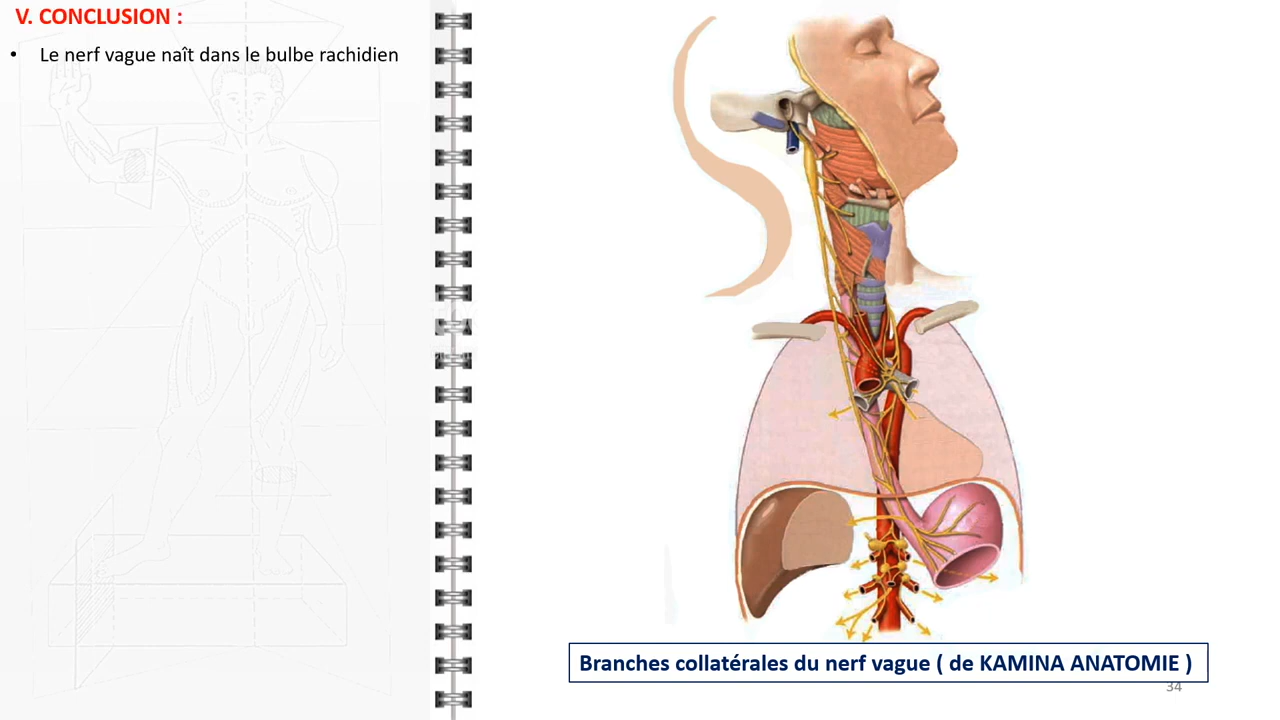 V. CONCLUSION :
• Le nerf vague naît dans le bulbe rachidien
Branches collatérales du nerf vague ( de KAMINA ANATOMIE )
34